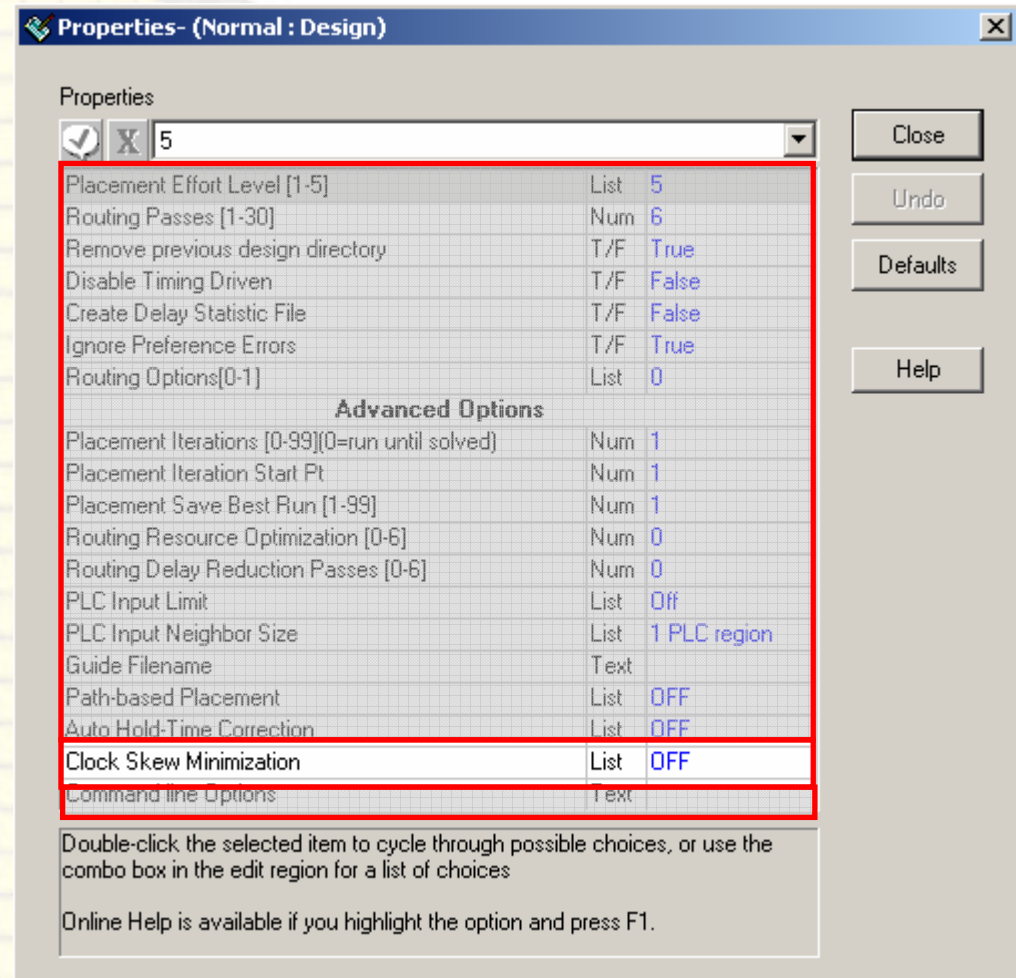 Properties- (Normal : Design)
Properties
X 5
Close
Undo
Defaults
Help
Placement Effort Level [1-5] List 5
Routing Passes [1-30] Num 6
Remove previous design directory T/F True
Disable Timing Driven T/F False
Create Delay Statistic File T/F False
Ignore Preference Errors T/F True
Routing Options[0-1] List 0
Advanced Options
Placement Iterations [0-99](0=run until solved) Num 1
Placement Iteration Start Pt Num 1
Placement Save Best Run [1-99] Num 1
Routing Resource Optimization [0-6] Num 0
Routing Delay Reduction Passes [0-6] Num 0
PLC Input Limit List Off
PLC Input Neighbor Size List 1 PLC region
Guide Filename Text
Path-based Placement List OFF
Auto Hold-Time Correction List OFF
Clock Skew Minimization List OFF
Command line Options Text
Double-click the selected item to cycle through possible choices, or use the
combo box in the edit region for a list of choices
Online Help is available if you highlight the option and press F1.